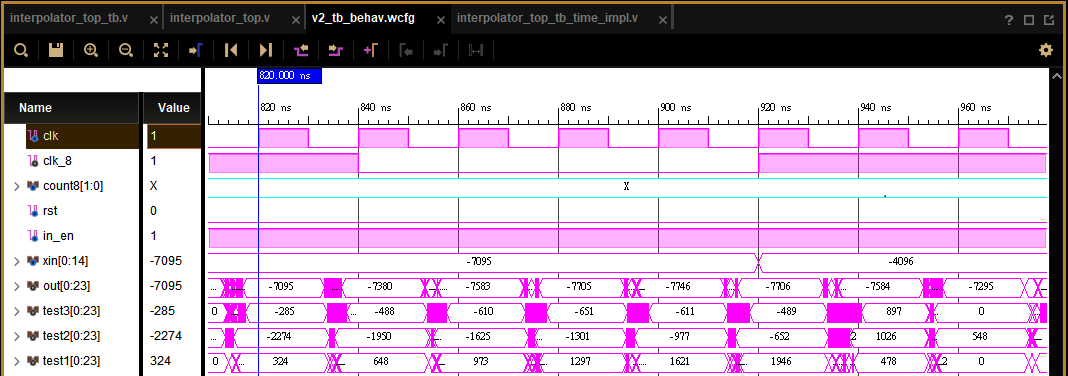 interpolator_top_tb.v × interpolator_top.v × v2_tb_behav.wcfg × interpolator_top_tb_time_impl.v × ?
820.000 ns
Name Value 820 ns 840 ns 860 ns 880 ns 900 ns 920 ns 940 ns 960 ns
clk 1
clk_8 1
count8[1:0] X X
rst 0
in_en 1
xin[0:14] -7095 -7095 -4096
out[0:23] -7095 ... -7095 -7380 -7583 -7705 -7746 -7706 -7584 -7295
test3[0:23] -285 0 -285 -488 -610 -651 -611 -489 897 0
test2[0:23] -2274 ... -2274 -1950 -1625 -1301 -977 -652 2 1026 548
test1[0:23] 324 0 324 648 973 1297 1621 1946 478 2 0